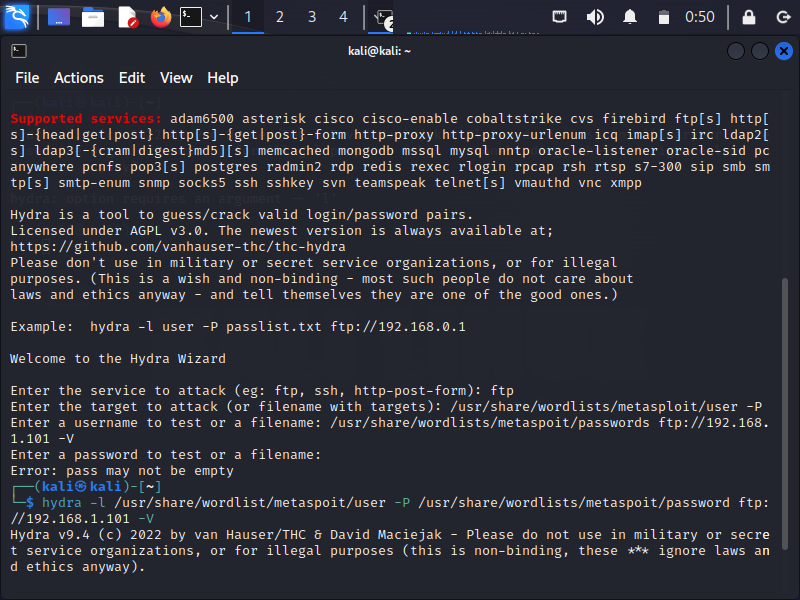 1 2 3 4 2 0:50
kali@kali: ~
File Actions Edit View Help
Supported services: adam6500 asterisk cisco cisco-enable cobaltstrike cvs firebird ftp[s] http[
s]-{head|get|post} http[s]-{get|post}-form http-proxy http-proxy-urlenum icq imap[s] irc ldap2[
s] ldap3[-{cram|digest}md5][s] memcached mongodb mssql mysql nntp oracle-listener oracle-sid pc
anywhere pcnfs pop3[s] postgres radmin2 rdp redis rexec rlogin rpcap rsh rtsp s7-300 sip smb sm
tp[s] smtp-enum snmp socks5 ssh sshkey svn teamspeak telnet[s] vmauthd vnc xmpp
Hydra is a tool to guess/crack valid login/password pairs.
Licensed under AGPL v3.0. The newest version is always available at;
https://github.com/vanhauser-thc/thc-hydra
Please don't use in military or secret service organizations, or for illegal
purposes. (This is a wish and non-binding - most such people do not care about
laws and ethics anyway - and tell themselves they are one of the good ones.)
Example:  hydra -l user -P passlist.txt ftp://192.168.0.1
Welcome to the Hydra Wizard
Enter the service to attack (eg: ftp, ssh, http-post-form): ftp
Enter the target to attack (or filename with targets): /usr/share/wordlists/metasploit/user -P
Enter a username to test or a filename: /usr/share/wordlists/metaspoit/passwords ftp://192.168.
1.101 -V
Enter a password to test or a filename:
Error: pass may not be empty
┌──(kali㉿kali)-[~]
└─$ hydra -l /usr/share/wordlist/metaspoit/user -P /usr/share/wordlists/metaspoit/password ftp:
//192.168.1.101 -V
Hydra v9.4 (c) 2022 by van Hauser/THC & David Maciejak - Please do not use in military or secre
t service organizations, or for illegal purposes (this is non-binding, these *** ignore laws an
d ethics anyway).